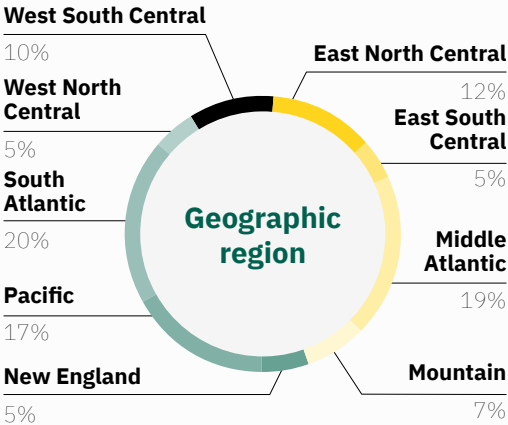 West South Central
10%
West North
Central
5%
South
Atlantic
20%
Pacific
17%
New England
5%
Geographic
region
East North Central
12%
East South
Central
5%
Middle
Atlantic
19%
Mountain
7%